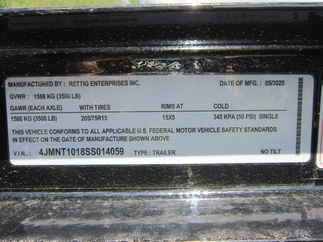 MANUFACTURED BY : RETTIG ENTERPRISES INC. DATE OF MFG. : 05/2025
GVWR : 1588 KG (3500 LB)
GAWR (EACH AXLE) WITH TIRES RIMS AT COLD
1588 KG (3500 LB) 205/75R15 15X5 345 KPA (50 PSI) SINGLE
THIS VEHICLE CONFORMS TO ALL APPLICABLE U.S. FEDERAL MOTOR VEHICLE SAFETY STANDARDS
IN EFFECT ON THE DATE OF MANUFACTURE SHOWN ABOVE
V.I.N. : 4JMNT1018SS014059 TYPE : TRAILER NO TILT